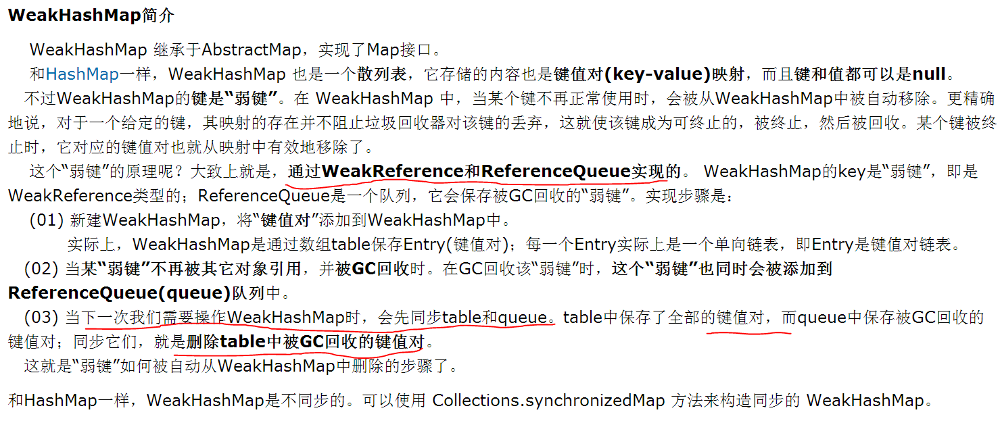 WeakHashMap简介
WeakHashMap 继承于AbstractMap，实现了Map接口。
和HashMap一样，WeakHashMap 也是一个散列表，它存储的内容也是键值对(key-value)映射，而且键和值都可以是null。
不过WeakHashMap的键是“弱键”。在 WeakHashMap 中，当某个键不再正常使用时，会被从WeakHashMap中被自动移除。更精确
地说，对于一个给定的键，其映射的存在并不阻止垃圾回收器对该键的丢弃，这就使该键成为可终止的，被终止，然后被回收。某个键被终
止时，它对应的键值对也就从映射中有效地移除了。
这个“弱键”的原理呢？大致上就是，通过WeakReference和ReferenceQueue实现的。 WeakHashMap的key是“弱键”，即是
WeakReference类型的；ReferenceQueue是一个队列，它会保存被GC回收的“弱键”。实现步骤是：
(01) 新建WeakHashMap，将“键值对”添加到WeakHashMap中。
实际上，WeakHashMap是通过数组table保存Entry(键值对)；每一个Entry实际上是一个单向链表，即Entry是键值对链表。
(02) 当某“弱键”不再被其它对象引用，并被GC回收时。在GC回收该“弱键”时，这个“弱键”也同时会被添加到
ReferenceQueue(queue)队列中。
(03) 当下一次我们需要操作WeakHashMap时，会先同步table和queue。table中保存了全部的键值对，而queue中保存被GC回收的
键值对；同步它们，就是删除table中被GC回收的键值对。
这就是“弱键”如何被自动从WeakHashMap中删除的步骤了。
和HashMap一样，WeakHashMap是不同步的。可以使用 Collections.synchronizedMap 方法来构造同步的 WeakHashMap。